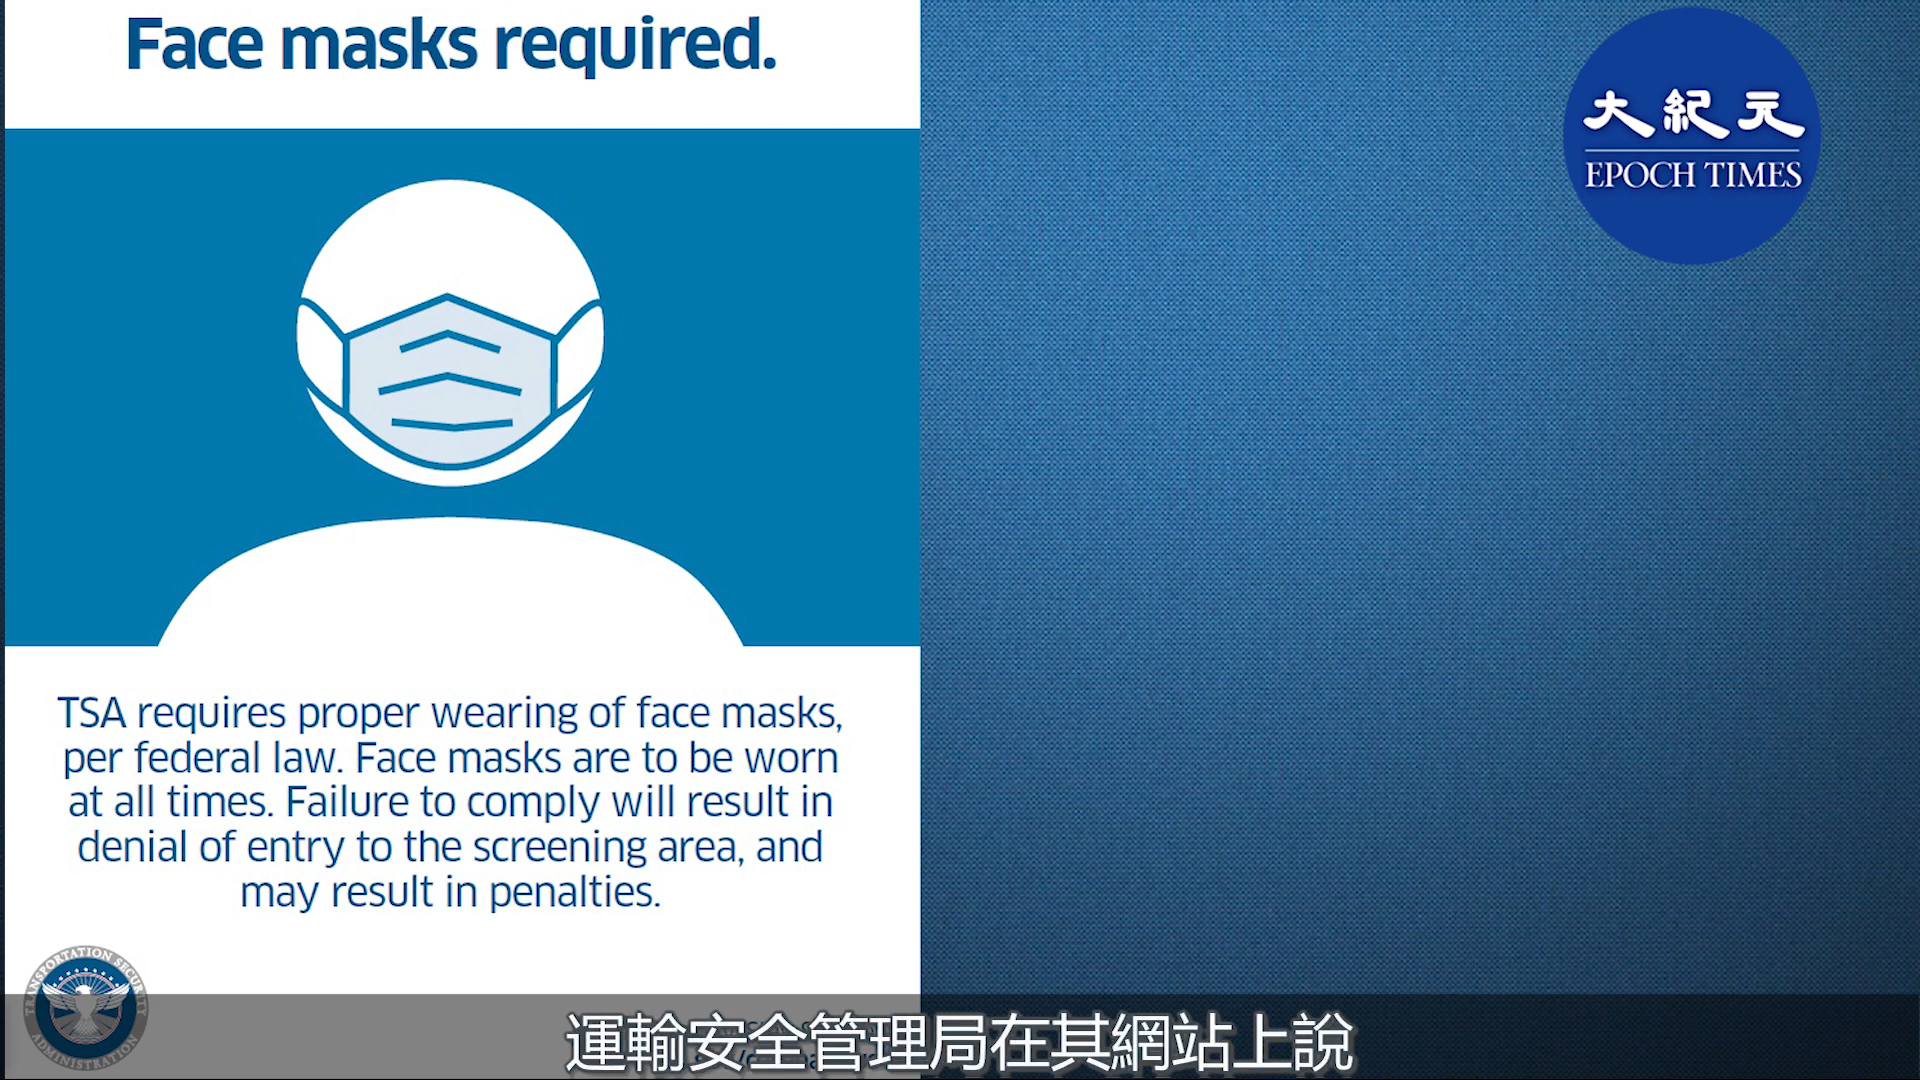 Face masks required.
大紀元
EPOCH TIMES
TSA requires proper wearing of face masks,
per federal law. Face masks are to be worn
at all times. Failure to comply will result in
denial of entry to the screening area, and
may result in penalties.
TRANSPORTATION SECURITY
ADMINISTRATION
運輸安全管理局在其網站上說